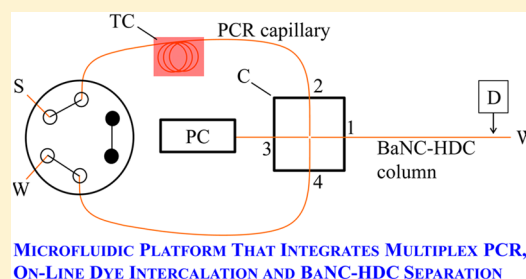 TC
PCR capillary
S
C
2
D
PC
3
1
W
BaNC-HDC
column
W
4
MICROFLUIDIC PLATFORM THAT INTEGRATES MULTIPLEX PCR,
ON-LINE DYE INTERCALATION AND BANC-HDC SEPARATION